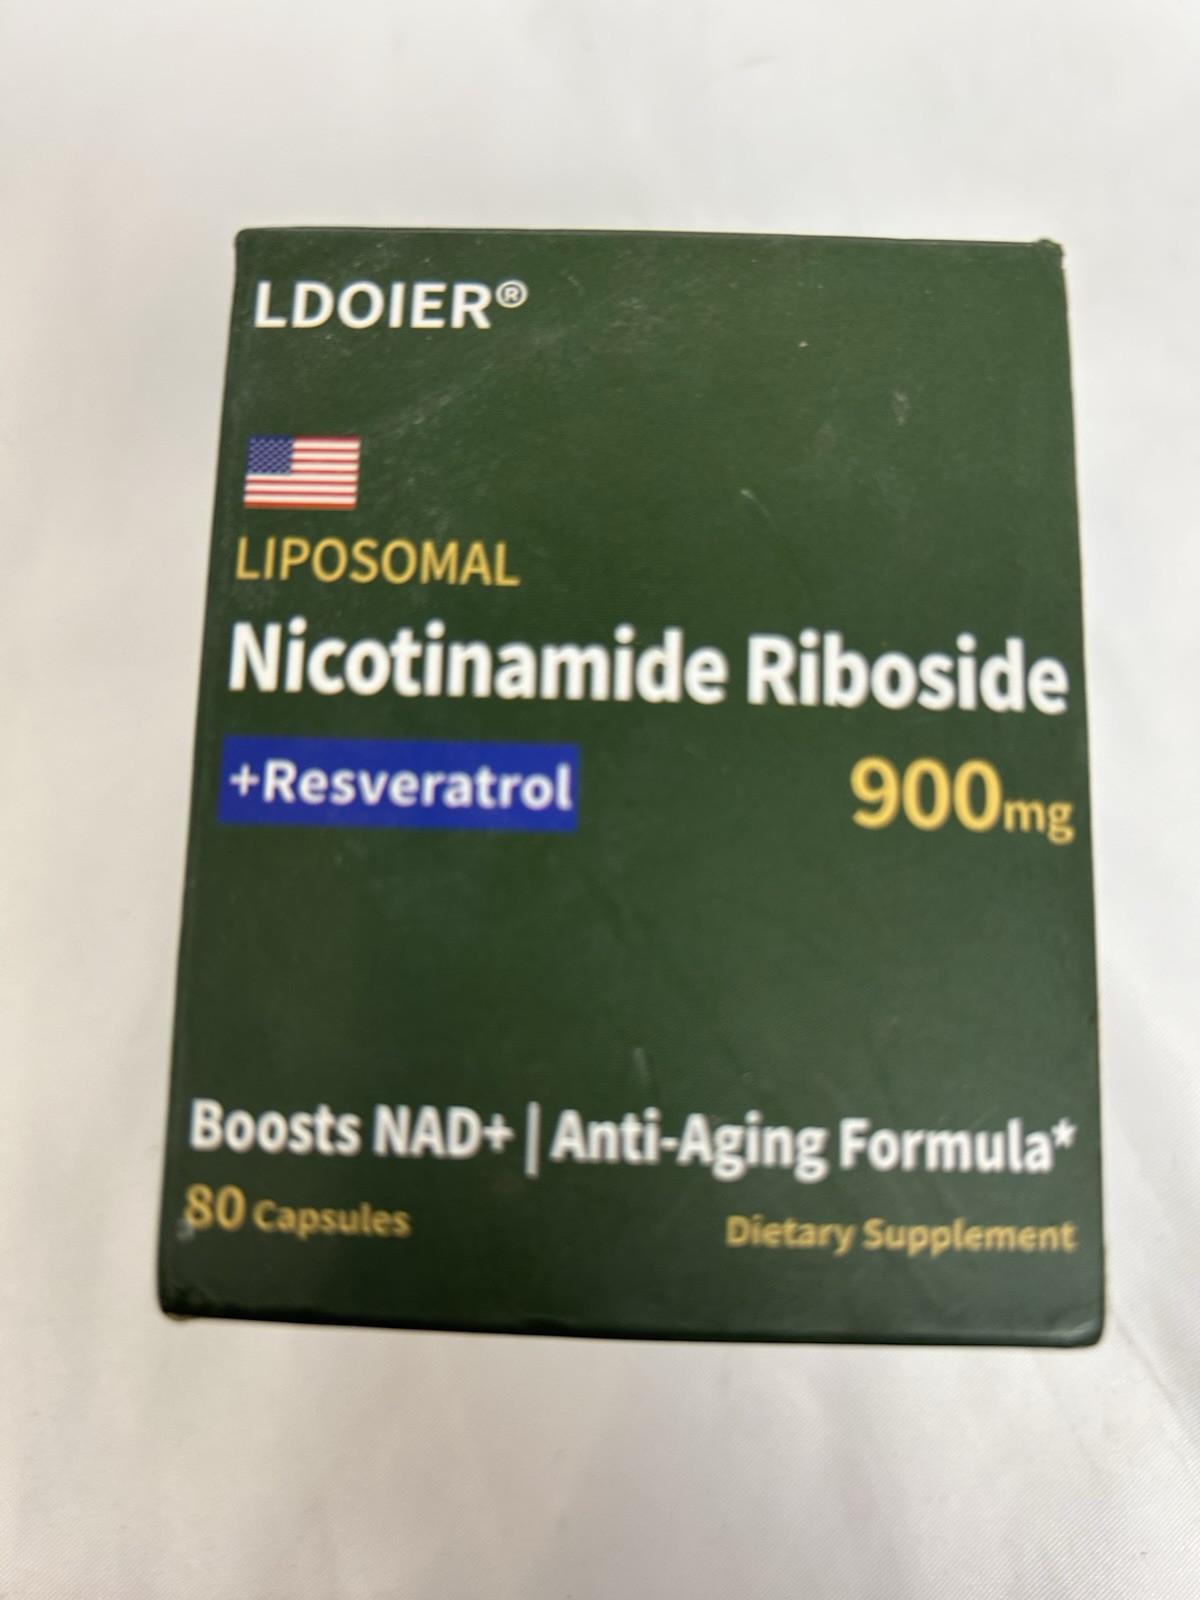 LDOIER®
LIPOSOMAL
Nicotinamide Riboside
+Resveratrol 900mg
Boosts NAD+ | Anti-Aging Formula*
80 Capsules Dietary Supplement